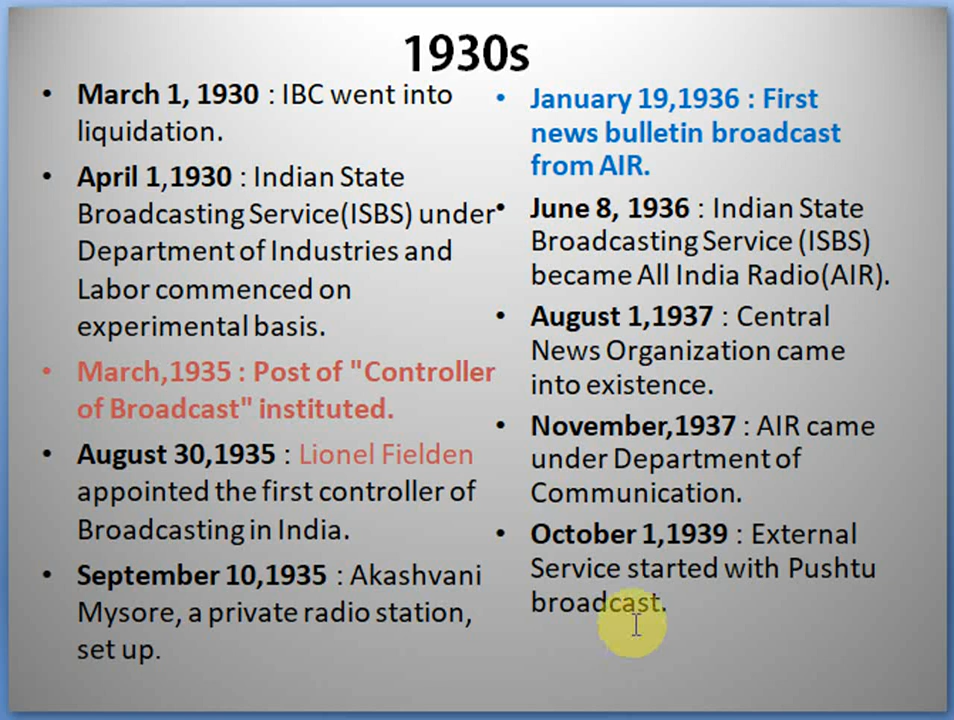 1930s
• March 1, 1930 : IBC went into
liquidation.
• April 1,1930 : Indian State
Broadcasting Service(ISBS) under
Department of Industries and
Labor commenced on
experimental basis.
• March,1935 : Post of "Controller
of Broadcast" instituted.
• August 30,1935 : Lionel Fielden
appointed the first controller of
Broadcasting in India.
• September 10,1935 : Akashvani
Mysore, a private radio station,
set up.
• January 19,1936 : First
news bulletin broadcast
from AIR.
• June 8, 1936 : Indian State
Broadcasting Service (ISBS)
became All India Radio(AIR).
• August 1,1937 : Central
News Organization came
into existence.
• November,1937 : AIR came
under Department of
Communication.
• October 1,1939 : External
Service started with Pushtu
broadcast.